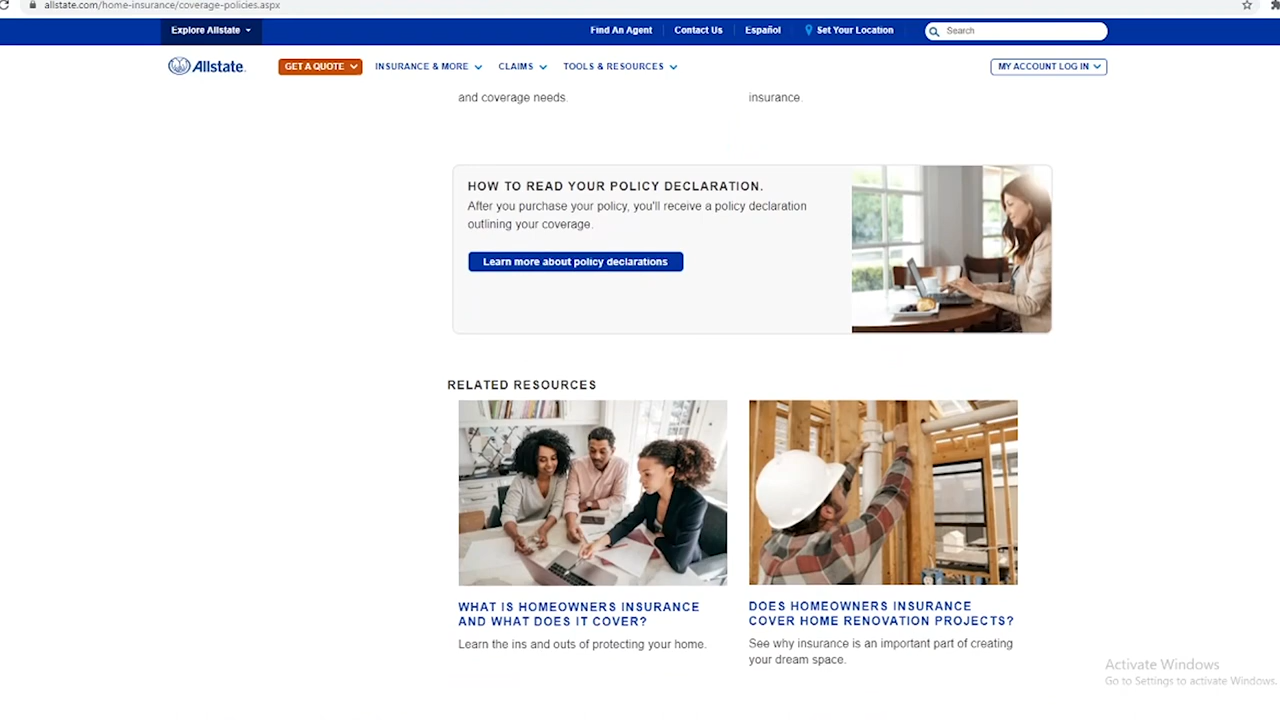 allstate.com/home-insurance/coverage-policies.aspx
Explore Allstate
Find An Agent
Contact Us
Español
Set Your Location
Search
Allstate.
GET A QUOTE
INSURANCE & MORE
CLAIMS
TOOLS & RESOURCES
MY ACCOUNT LOG IN
and coverage needs.
insurance.
HOW TO READ YOUR POLICY DECLARATION.
After you purchase your policy, you'll receive a policy declaration
outlining your coverage.
Learn more about policy declarations
RELATED RESOURCES
WHAT IS HOMEOWNERS INSURANCE
AND WHAT DOES IT COVER?
Learn the ins and outs of protecting your home.
DOES HOMEOWNERS INSURANCE
COVER HOME RENOVATION PROJECTS?
See why insurance is an important part of creating
your dream space.
Activate Windows
Go to Settings to activate Windows.